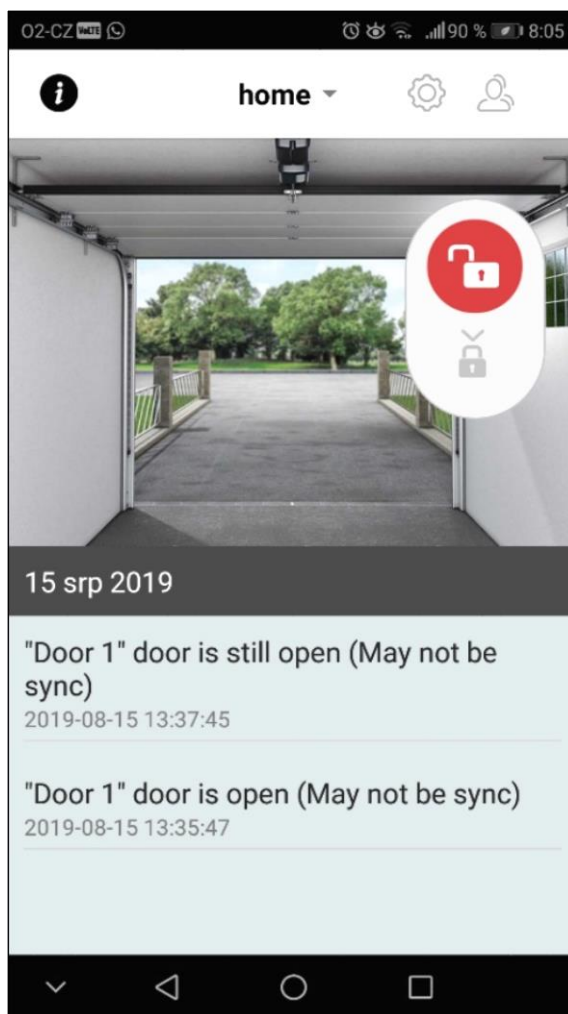 O2-CZ VoLTE 90 % 8:05
i
home
15 srp 2019
"Door 1" door is still open (May not be
sync)
2019-08-15 13:37:45
"Door 1" door is open (May not be sync)
2019-08-15 13:35:47